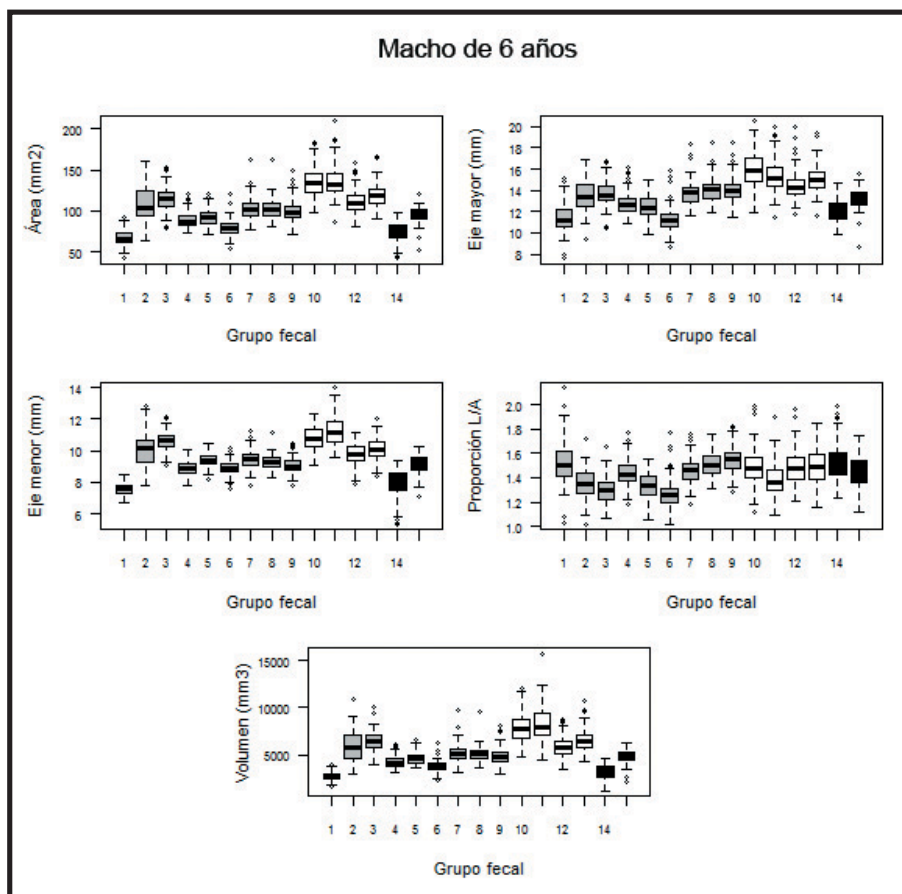 Macho de 6 años
Área (mm2)
200
150
100
50
1 2 3 4 5 6 7 8 9 10 12 14
Grupo fecal
Eje mayor (mm)
20
18
16
14
12
10
8
1 2 3 4 5 6 7 8 9 10 12 14
Grupo fecal
Eje menor (mm)
14
12
10
8
6
1 2 3 4 5 6 7 8 9 10 12 14
Grupo fecal
Proporción L/A
2.0
1.8
1.6
1.4
1.2
1.0
1 2 3 4 5 6 7 8 9 10 12 14
Grupo fecal
Volumen (mm3)
15000
10000
5000
1 2 3 4 5 6 7 8 9 10 12 14
Grupo fecal